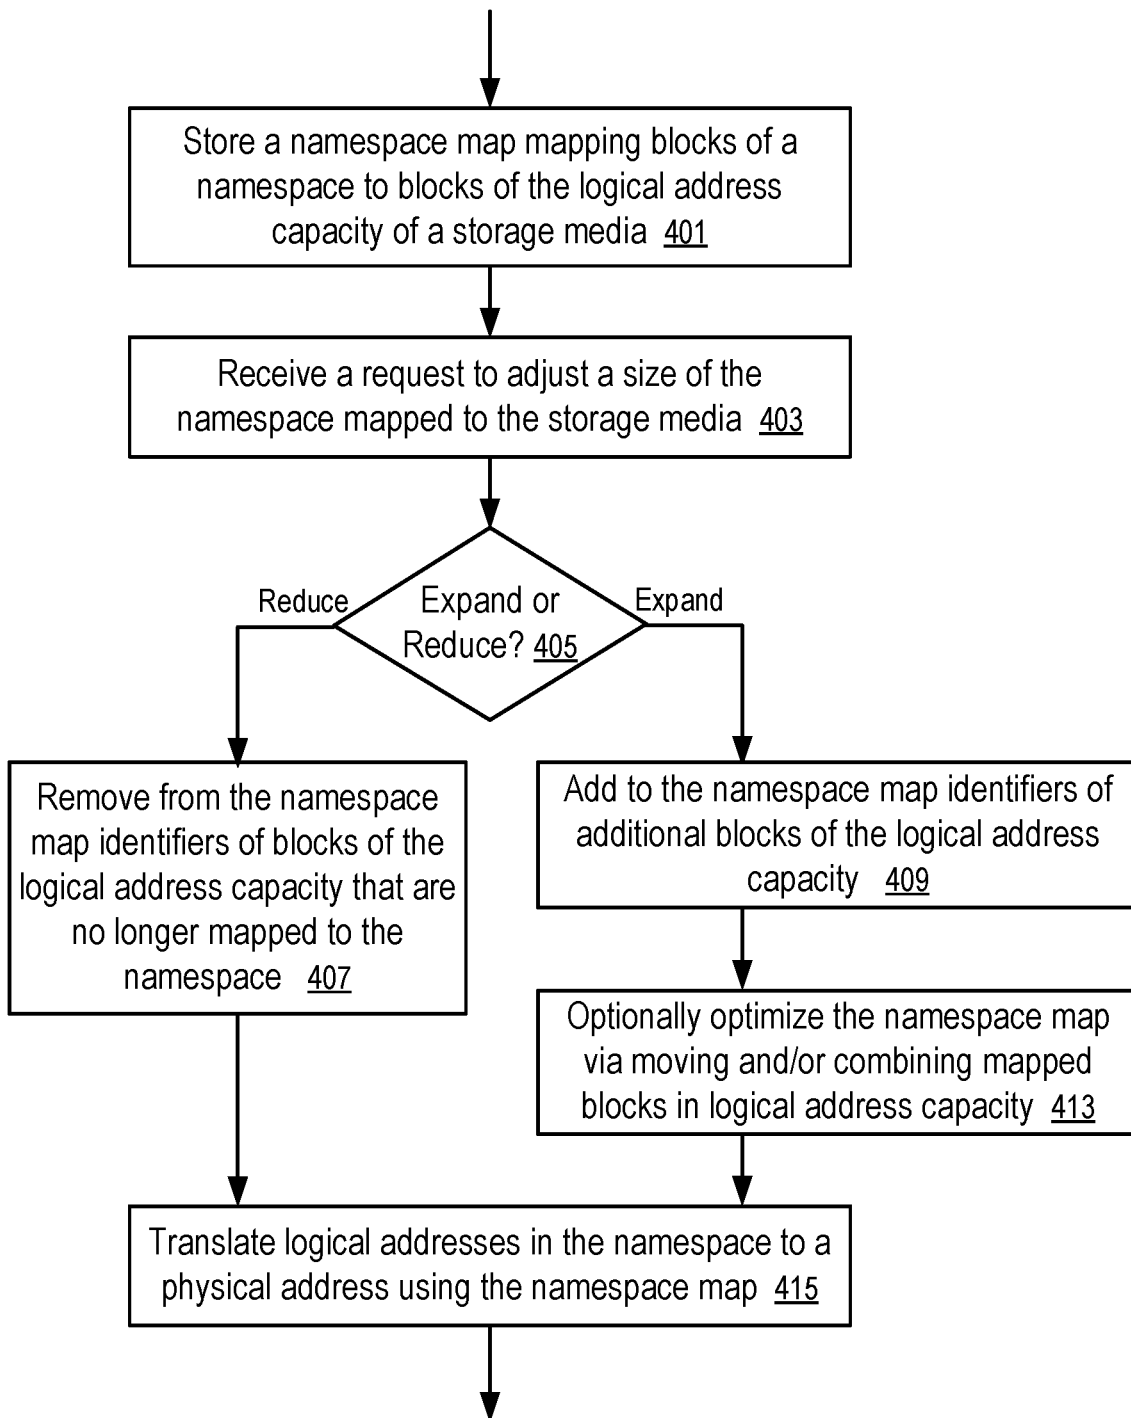 Store a namespace map mapping blocks of a
namespace to blocks of the logical address
capacity of a storage media 401
Receive a request to adjust a size of the
namespace mapped to the storage media 403
Reduce
Expand or
Reduce? 405
Expand
Remove from the namespace
map identifiers of blocks of the
logical address capacity that are
no longer mapped to the
namespace 407
Add to the namespace map identifiers of
additional blocks of the logical address
capacity 409
Optionally optimize the namespace map
via moving and/or combining mapped
blocks in logical address capacity 413
Translate logical addresses in the namespace to a
physical address using the namespace map 415